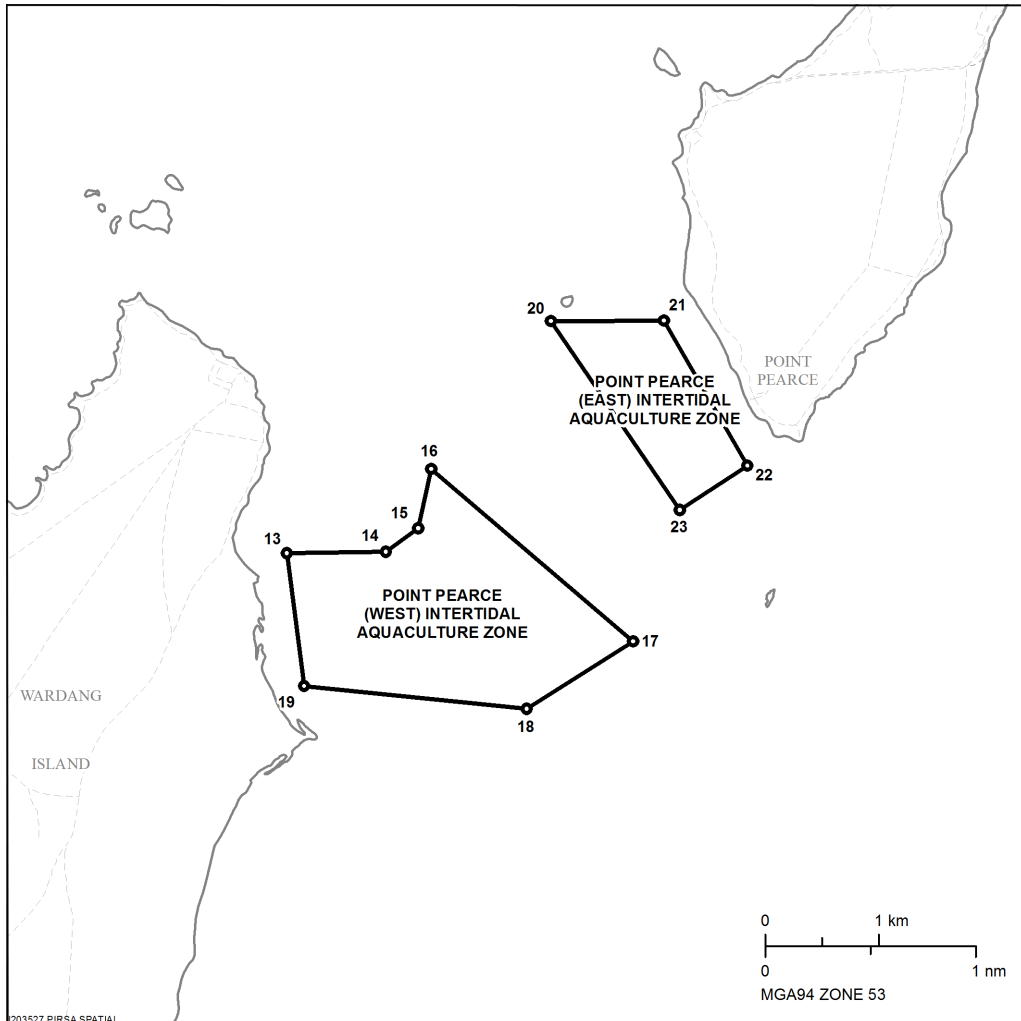 20
21
POINT
PEARCE
POINT PEARCE
(EAST) INTERTIDAL
AQUACULTURE ZONE
16
22
15
23
14
13
POINT PEARCE
(WEST) INTERTIDAL
AQUACULTURE ZONE
17
WARDANG
19
18
ISLAND
0 1 km
0 1 nm
MGA94 ZONE 53
PIRSA SPATIAL